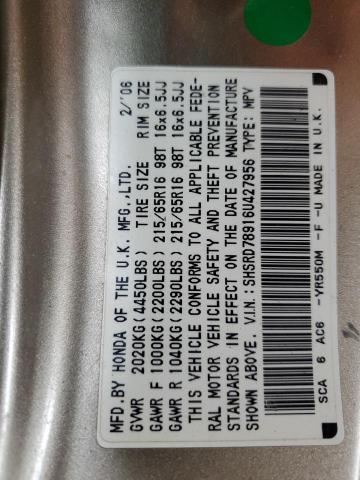 MFD.BY HONDA OF THE U.K. MFG.,LTD. 2/'06
GVWR 2020KG(4450LBS) TIRE SIZE RIM SIZE
GAWR F 1000KG(2200LBS) 215/65R16 98T 16x6.5JJ
GAWR R 1040KG(2290LBS) 215/65R16 98T 16x6.5JJ
THIS VEHICLE CONFORMS TO ALL APPLICABLE FEDE-
RAL MOTOR VEHICLE SAFETY AND THEFT PREVENTION
STANDARDS IN EFFECT ON THE DATE OF MANUFACTURE
SHOWN ABOVE. V.I.N.: SHSRD78916U427956 TYPE: MPV
SCA 6 AC6 -YR550M -F -U MADE IN U.K.